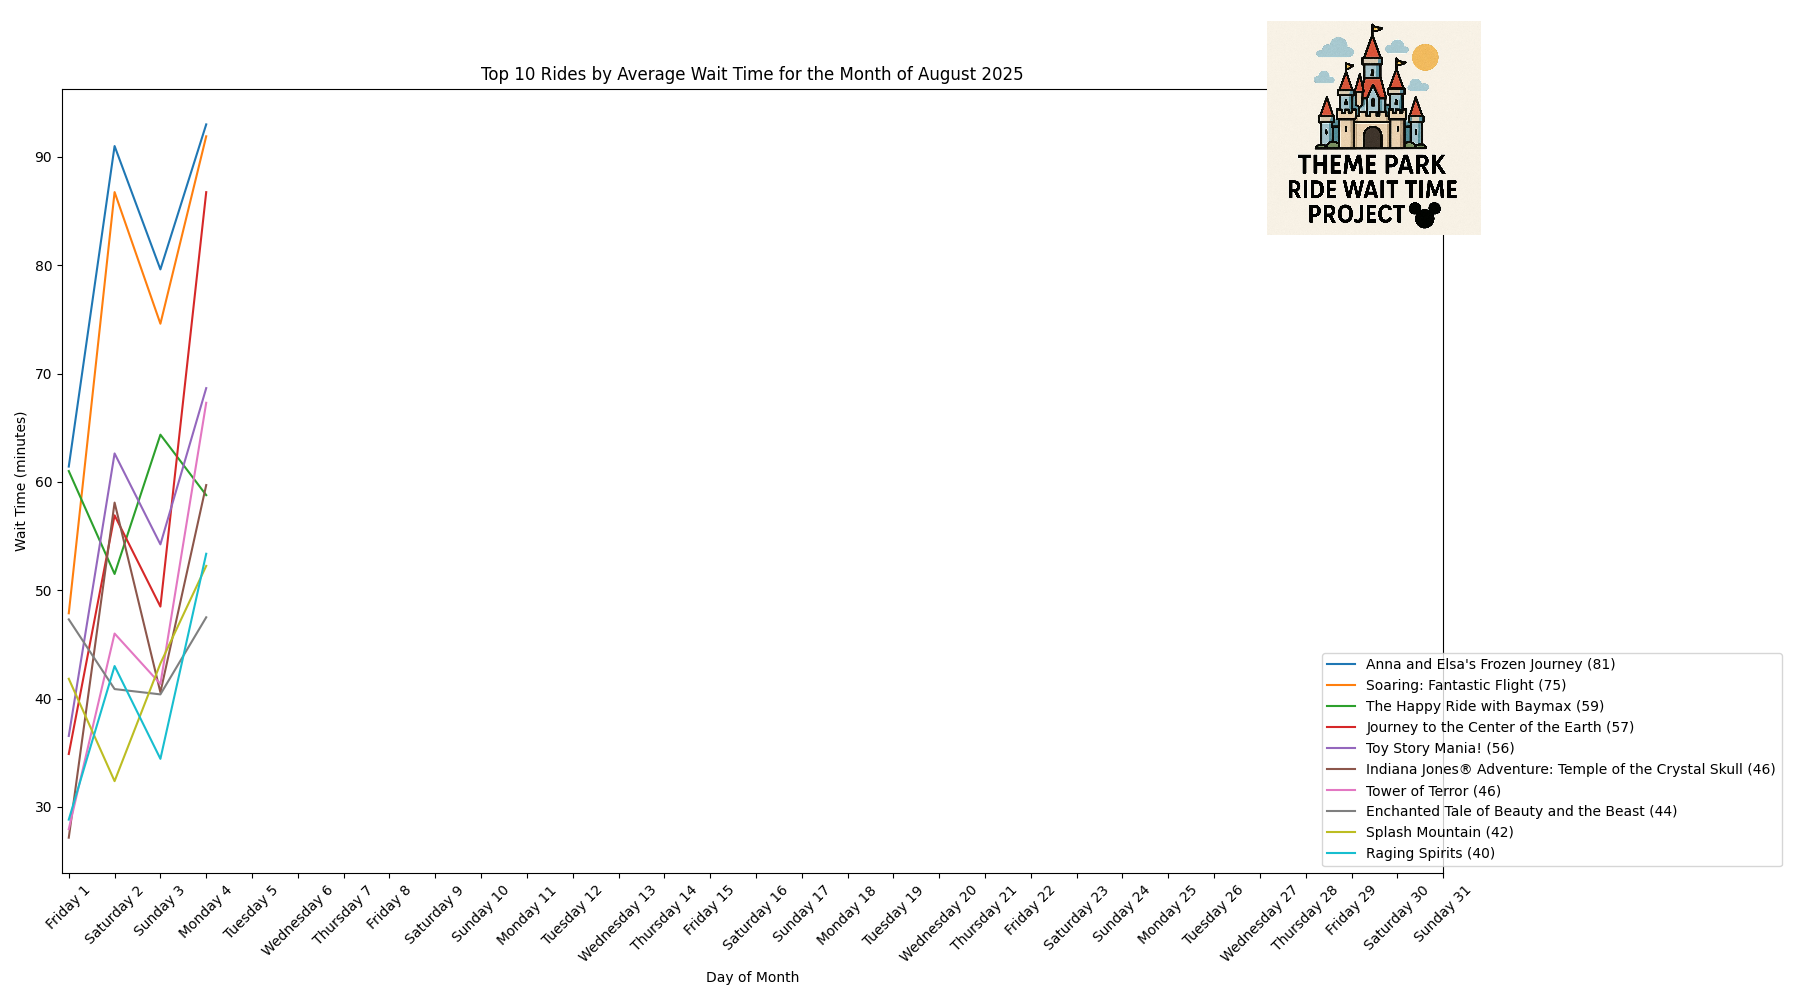 THEME PARK
RIDE WAIT TIME
PROJECT
Top 10 Rides by Average Wait Time for the Month of August 2025
Wait Time (minutes)
90
80
70
60
50
40
30
Anna and Elsa's Frozen Journey (81)
Soaring: Fantastic Flight (75)
The Happy Ride with Baymax (59)
Journey to the Center of the Earth (57)
Toy Story Mania! (56)
Indiana Jones® Adventure: Temple of the Crystal Skull (46)
Tower of Terror (46)
Enchanted Tale of Beauty and the Beast (44)
Splash Mountain (42)
Raging Spirits (40)
Friday 1
Saturday 2
Sunday 3
Monday 4
Tuesday 5
Wednesday 6
Thursday 7
Friday 8
Saturday 9
Sunday 10
Monday 11
Tuesday 12
Wednesday 13
Thursday 14
Friday 15
Saturday 16
Sunday 17
Monday 18
Tuesday 19
Wednesday 20
Thursday 21
Friday 22
Saturday 23
Sunday 24
Monday 25
Tuesday 26
Wednesday 27
Thursday 28
Friday 29
Saturday 30
Sunday 31
Day of Month